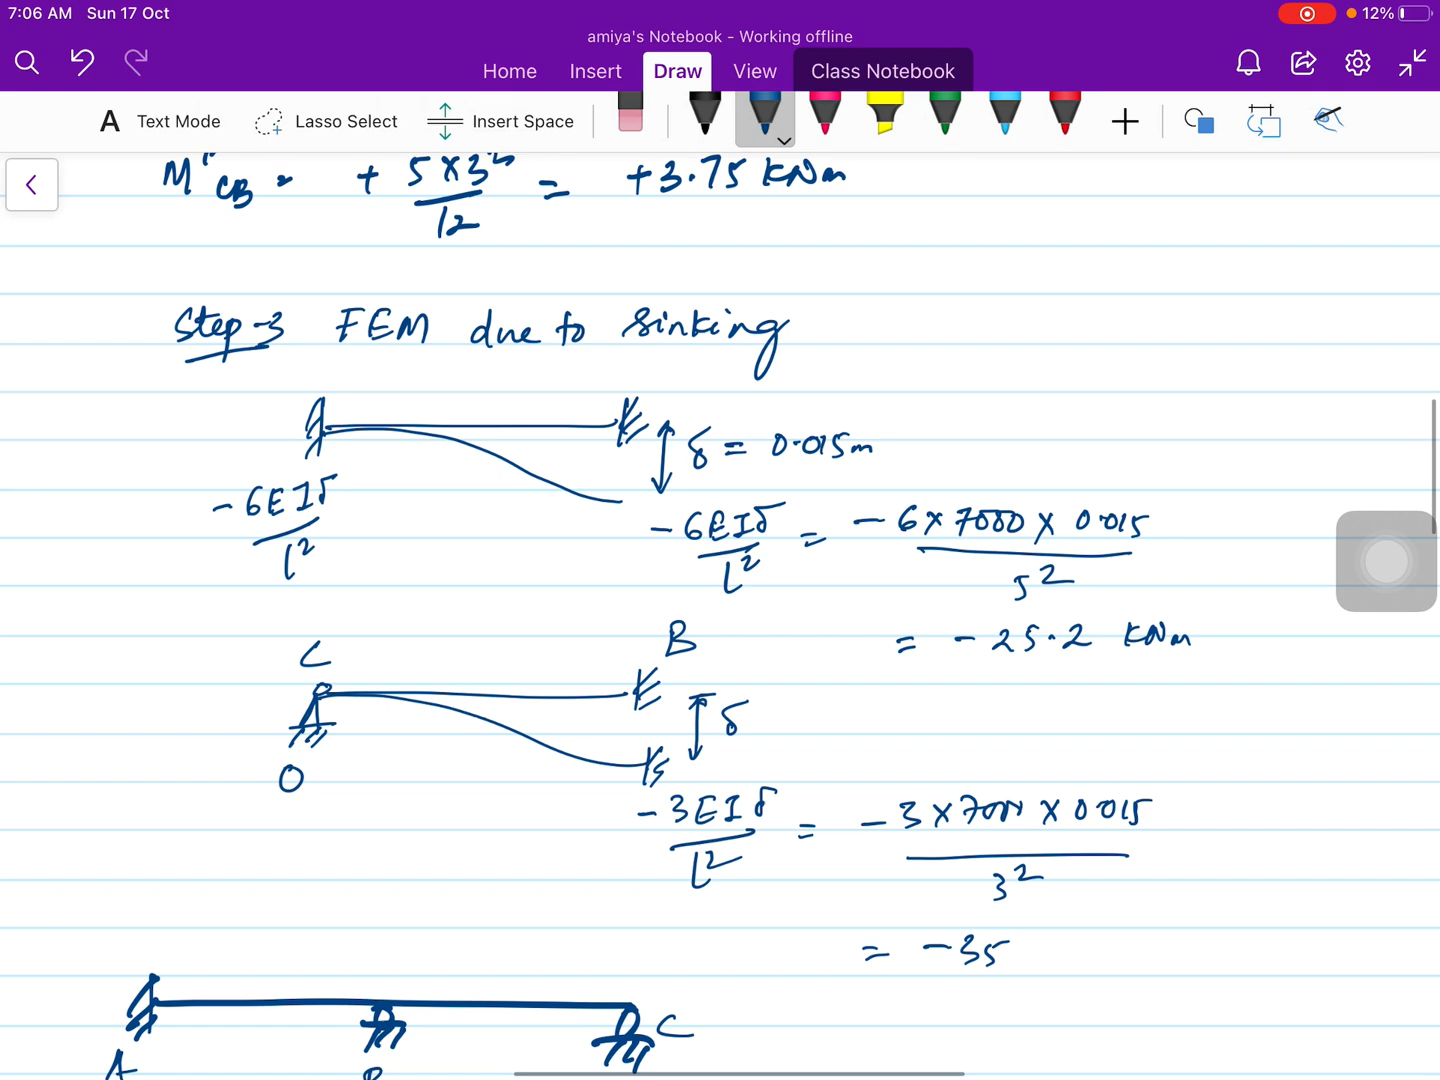 7:06 AM Sun 17 Oct
12%
amiya's Notebook - Working offline
Home Insert Draw View Class Notebook
A Text Mode Lasso Select Insert Space
M CB = + 5 × 3² / 12 = +3.75 KNm
Step-3 FEM due to sinking
δ = 0.015m
-6EIδ / l²
-6EIδ / l² = -6 × 7000 × 0.015 / 5²
= -25.2 KNm
C B
δ
0
-3EIδ / l² = -3 × 7000 × 0.015 / 3²
= -35
C
A B